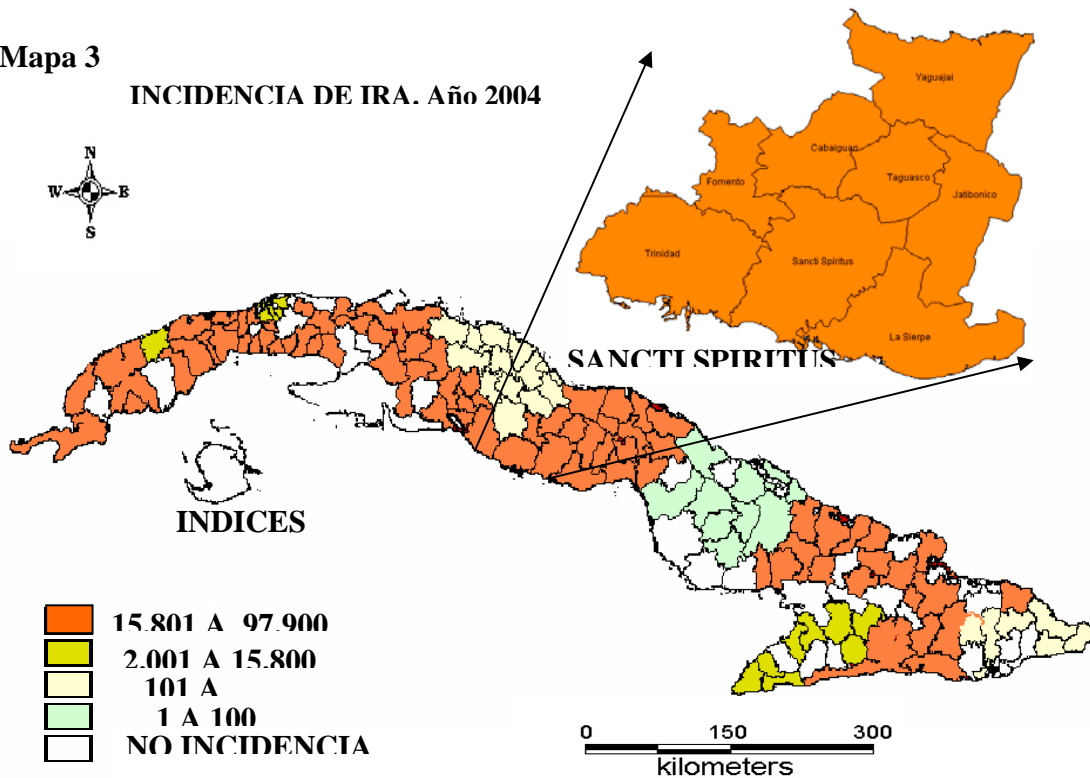 Mapa 3
INCIDENCIA DE IRA. Año 2004
N
W E
S
Yaguajai
Cabaiguan
Fomento
Taguasco
Jatibonico
Trinidad
Sancti Spiritus
La Sierpe
SANCTI SPIRITUS
INDICES
15.801 A 97.900
2.001 A 15.800
101 A
1 A 100
NO INCIDENCIA
0 150 300
kilometers